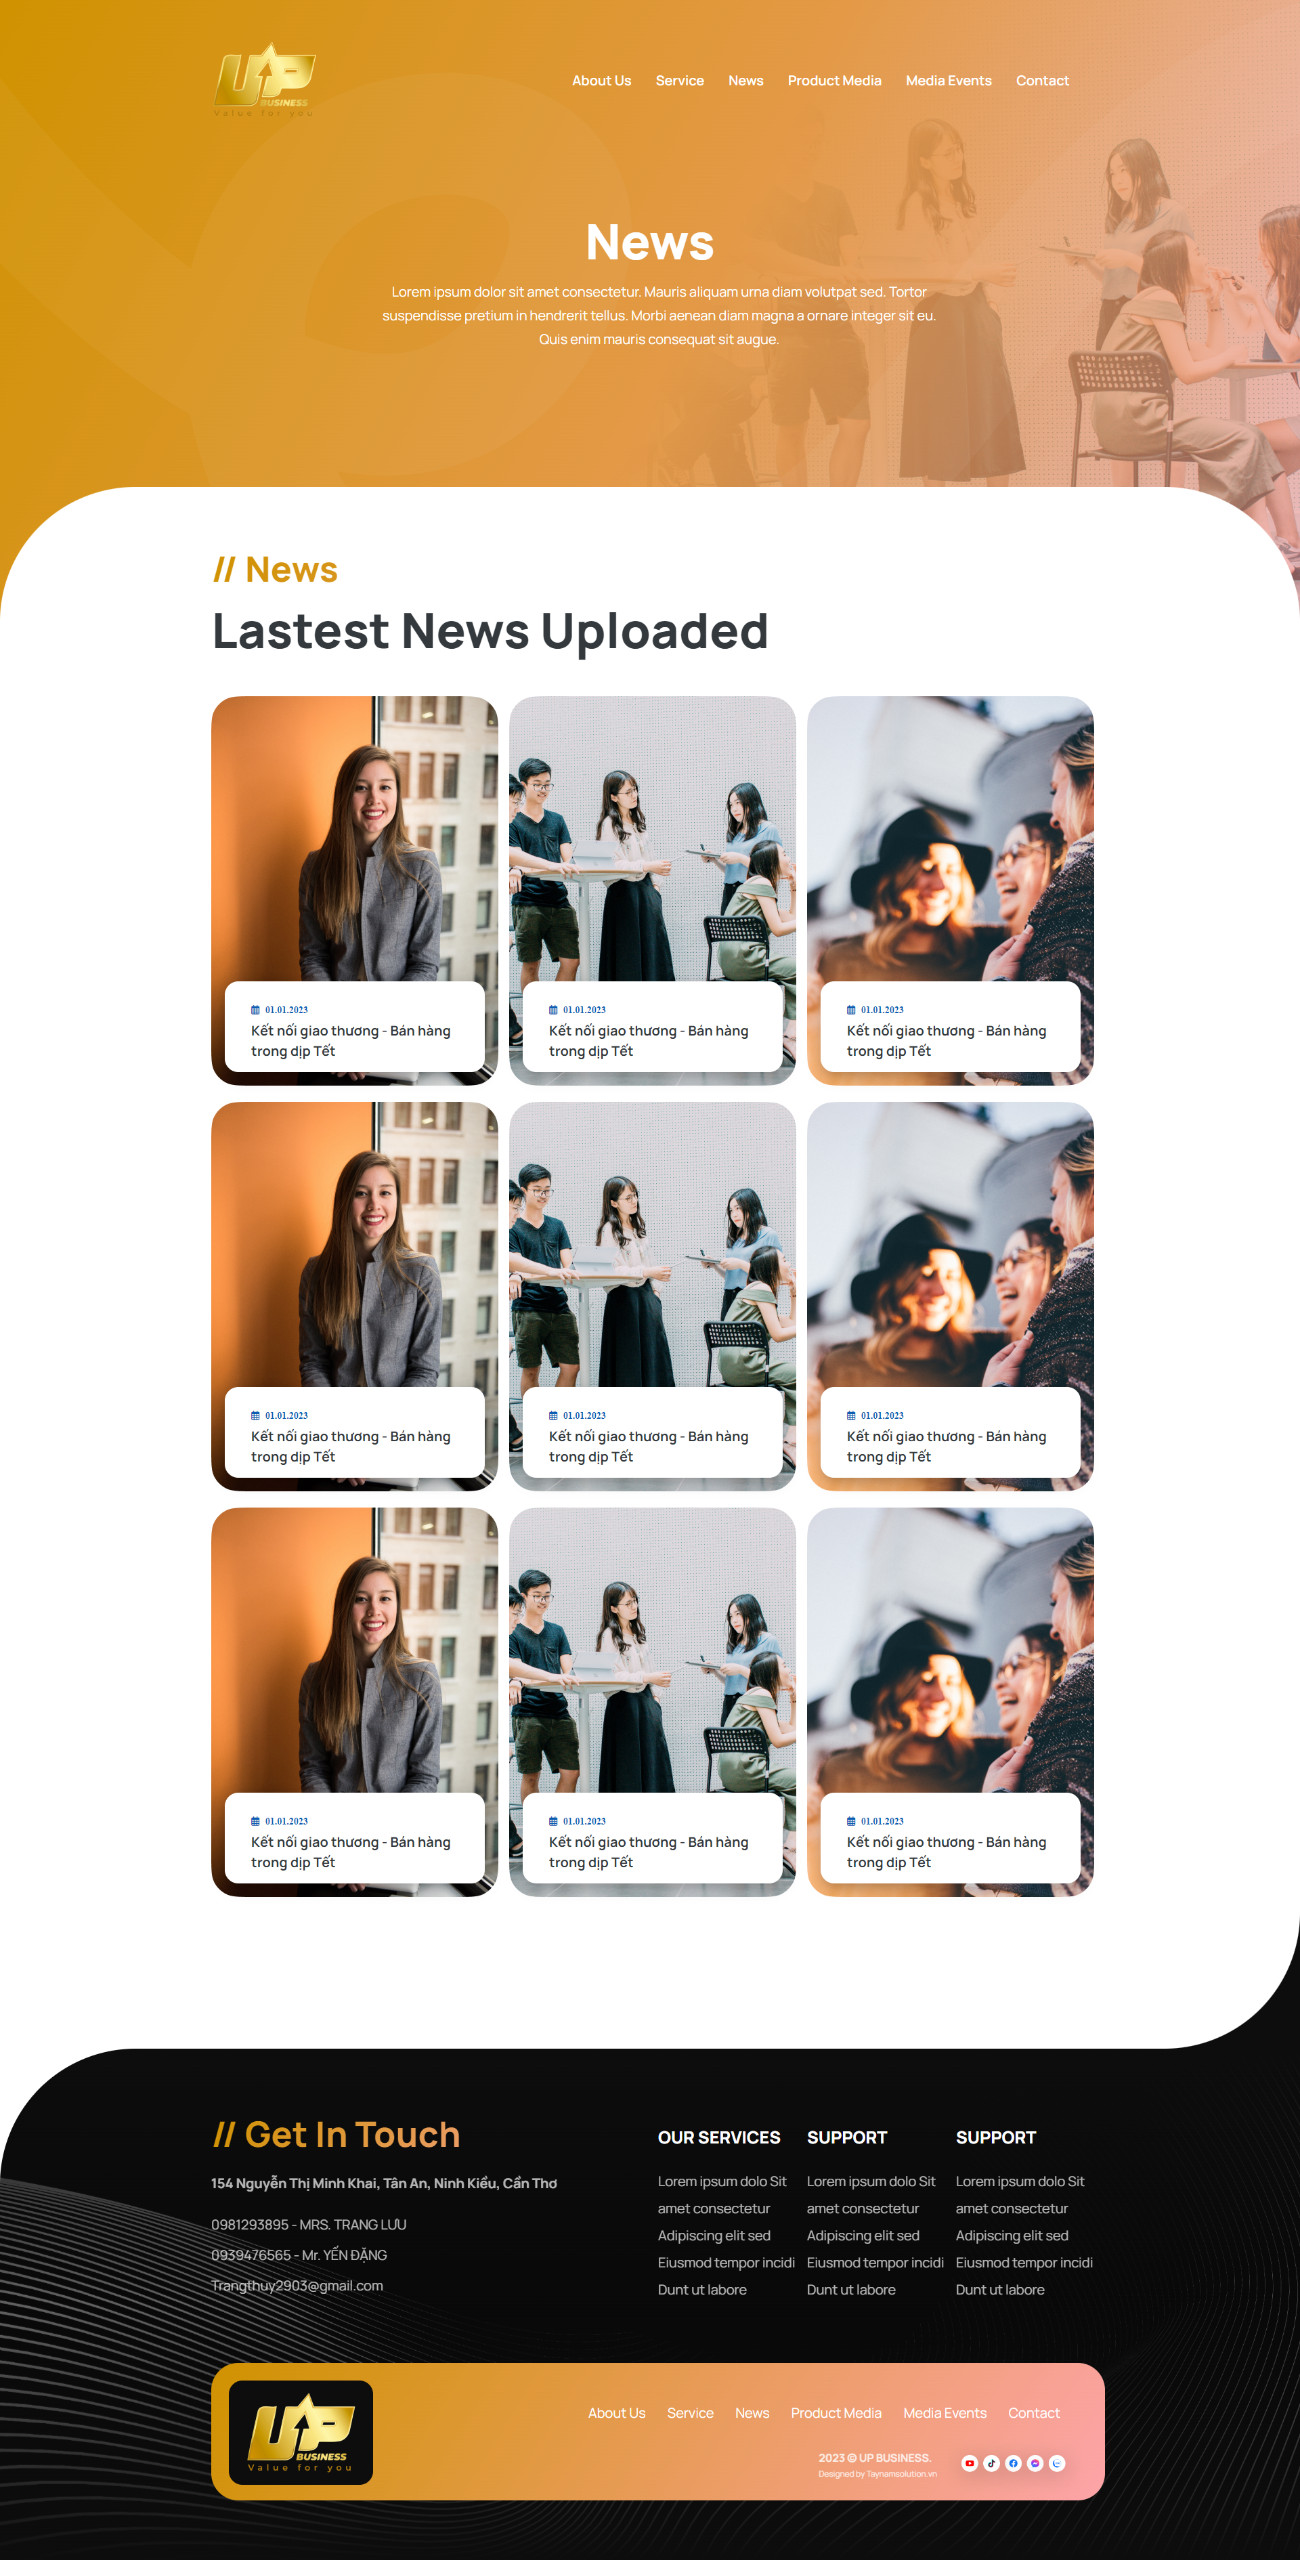 UP
BUSINESS
Value for you
About Us Service News Product Media Media Events Contact
News
Lorem ipsum dolor sit amet consectetur. Mauris aliquam urna diam volutpat sed. Tortor
suspendisse pretium in hendrerit tellus. Morbi aenean diam magna a ornare integer sit eu.
Quis enim mauris consequat sit augue.
// News
Lastest News Uploaded
01.01.2023
Kết nối giao thương - Bán hàng
trong dịp Tết
01.01.2023
Kết nối giao thương - Bán hàng
trong dịp Tết
01.01.2023
Kết nối giao thương - Bán hàng
trong dịp Tết
01.01.2023
Kết nối giao thương - Bán hàng
trong dịp Tết
01.01.2023
Kết nối giao thương - Bán hàng
trong dịp Tết
01.01.2023
Kết nối giao thương - Bán hàng
trong dịp Tết
01.01.2023
Kết nối giao thương - Bán hàng
trong dịp Tết
01.01.2023
Kết nối giao thương - Bán hàng
trong dịp Tết
01.01.2023
Kết nối giao thương - Bán hàng
trong dịp Tết
// Get In Touch
154 Nguyễn Thị Minh Khai, Tân An, Ninh Kiều, Cần Thơ
0981293895 - MRS. TRANG LƯU
0939476565 - Mr. YẾN ĐẶNG
Trangthuy2903@gmail.com
OUR SERVICES
Lorem ipsum dolo Sit
amet consectetur
Adipiscing elit sed
Eiusmod tempor incidi
Dunt ut labore
SUPPORT
Lorem ipsum dolo Sit
amet consectetur
Adipiscing elit sed
Eiusmod tempor incidi
Dunt ut labore
SUPPORT
Lorem ipsum dolo Sit
amet consectetur
Adipiscing elit sed
Eiusmod tempor incidi
Dunt ut labore
UP
BUSINESS
Value for you
About Us Service News Product Media Media Events Contact
2023 © UP BUSINESS.
Designed by Taynamsolution.vn